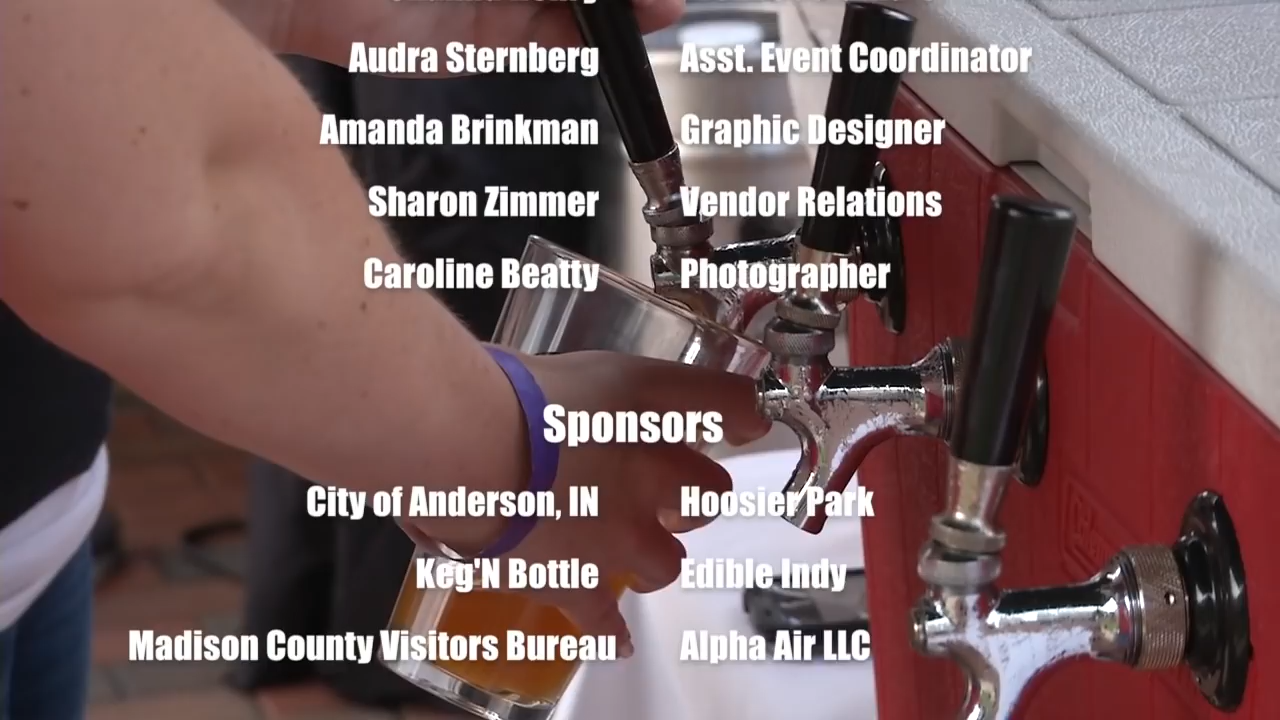 Audra Sternberg Asst. Event Coordinator
Amanda Brinkman Graphic Designer
Sharon Zimmer Vendor Relations
Caroline Beatty Photographer
Sponsors
City of Anderson, IN Hoosier Park
Keg'N Bottle Edible Indy
Madison County Visitors Bureau Alpha Air LLC